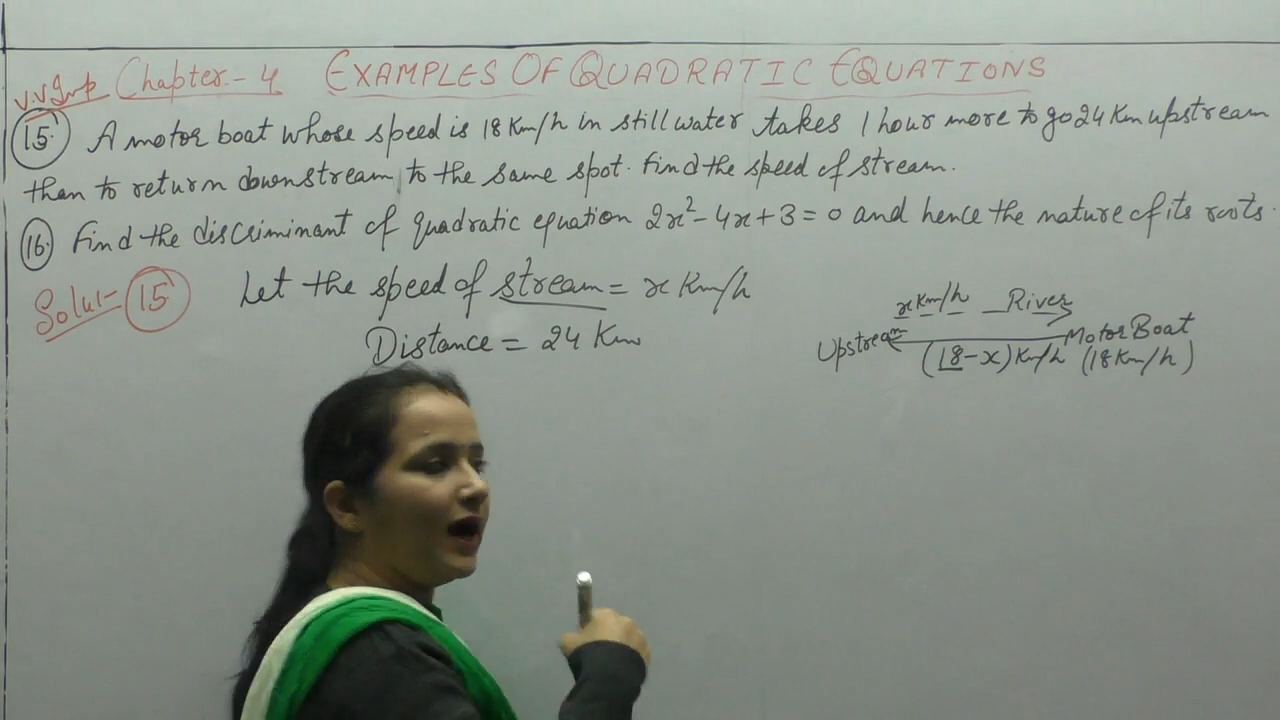 V.V Imp Chapter-4 EXAMPLES OF QUADRATIC EQUATIONS
15. A motor boat whose speed is 18 Km/h in still water takes 1 hour more to go 24 Km upstream
than to return downstream to the same spot. Find the speed of stream.
16. Find the discriminant of quadratic equation 2x²-4x+3=0 and hence the nature of its roots.
Solu:- 15 Let the speed of stream = x Km/h
Distance = 24 Km
x Km/h River
Upstream Motor Boat
(18-x)Km/h (18Km/h)